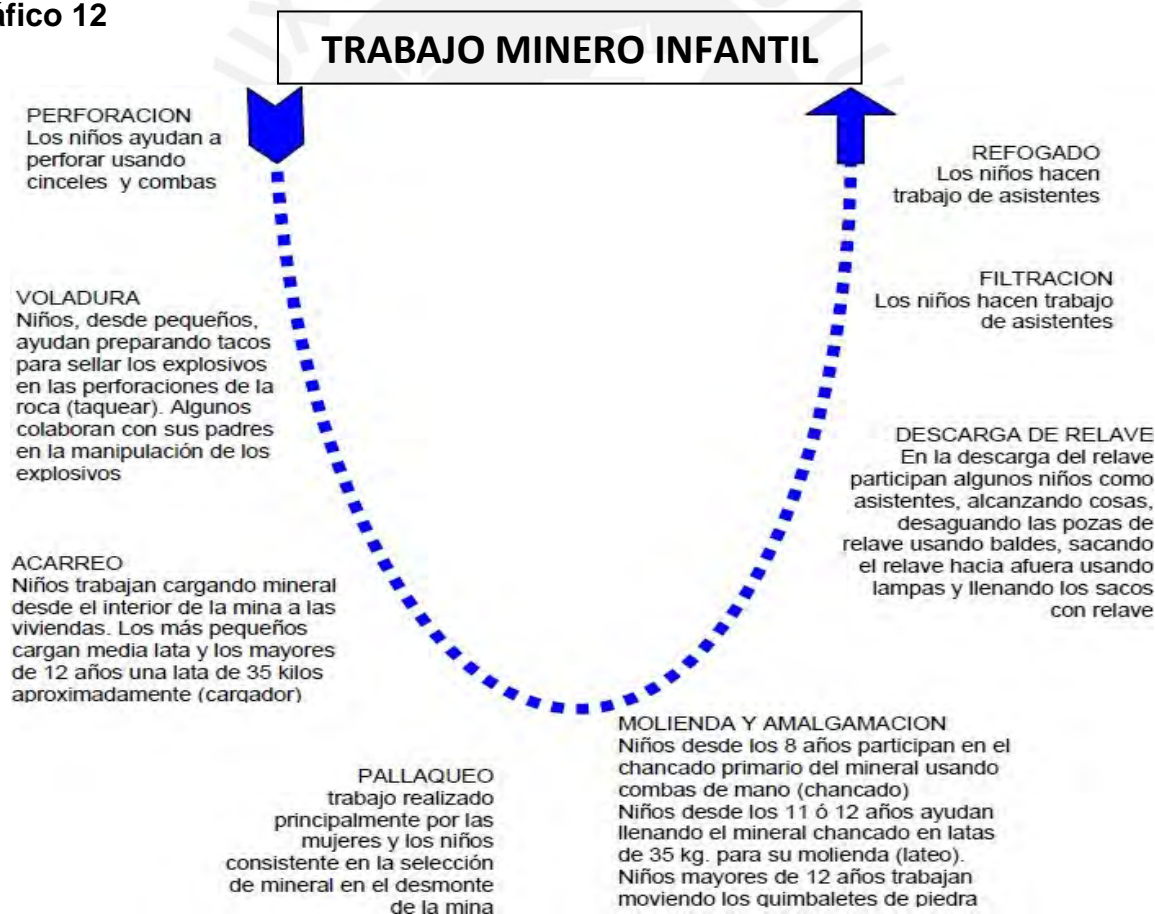 áfico 12
TRABAJO MINERO INFANTIL
PERFORACION
Los niños ayudan a
perforar usando
cinceles y combas
VOLADURA
Niños, desde pequeños,
ayudan preparando tacos
para sellar los explosivos
en las perforaciones de la
roca (taquear). Algunos
colaboran con sus padres
en la manipulación de los
explosivos
ACARREO
Niños trabajan cargando mineral
desde el interior de la mina a las
viviendas. Los más pequeños
cargan media lata y los mayores
de 12 años una lata de 35 kilos
aproximadamente (cargador)
PALLAQUEO
trabajo realizado
principalmente por las
mujeres y los niños
consistente en la selección
de mineral en el desmonte
de la mina
MOLIENDA Y AMALGAMACION
Niños desde los 8 años participan en el
chancado primario del mineral usando
combas de mano (chancado)
Niños desde los 11 ó 12 años ayudan
llenando el mineral chancado en latas
de 35 kg. para su molienda (lateo).
Niños mayores de 12 años trabajan
moviendo los quimbaletes de piedra
DESCARGA DE RELAVE
En la descarga del relave
participan algunos niños como
asistentes, alcanzando cosas,
desaguando las pozas de
relave usando baldes, sacando
el relave hacia afuera usando
lampas y llenando los sacos
con relave
FILTRACION
Los niños hacen trabajo
de asistentes
REFOGADO
Los niños hacen
trabajo de asistentes